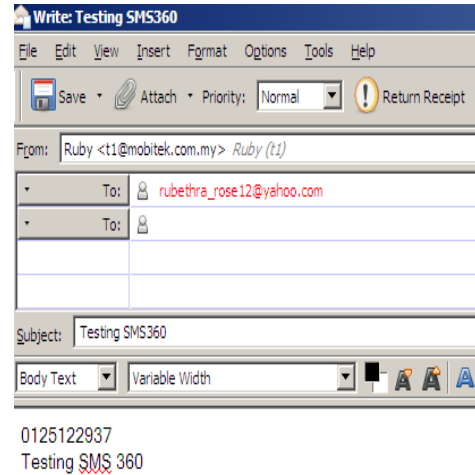 Write: Testing SMS360
File Edit View Insert Format Options Tools Help
Save Attach Priority: Normal Return Receipt
From: Ruby <t1@mobitek.com.my> Ruby (t1)
To: rubethra_rose12@yahoo.com
To:
Subject: Testing SMS360
Body Text Variable Width A A A
0125122937
Testing SMS 360